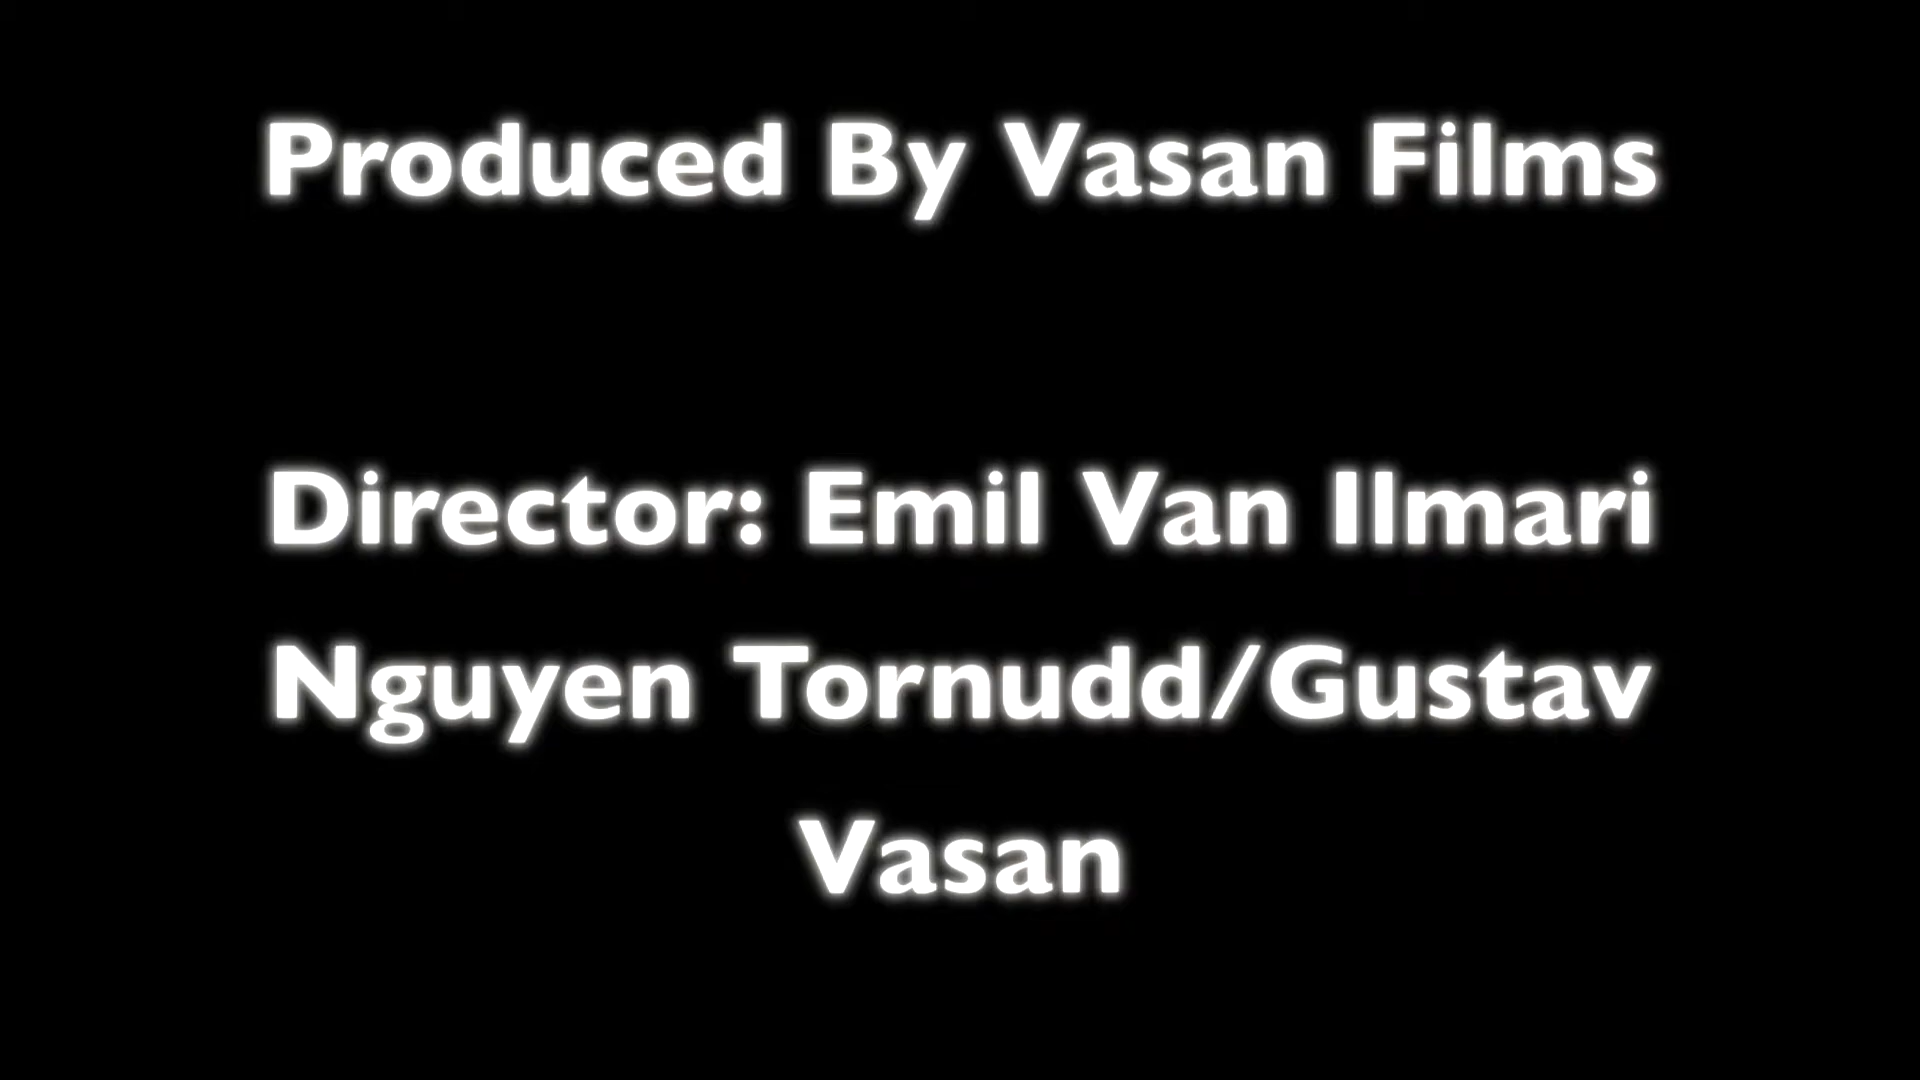 Produced By Vasan Films
Director: Emil Van Ilmari
Nguyen Tornudd/Gustav
Vasan